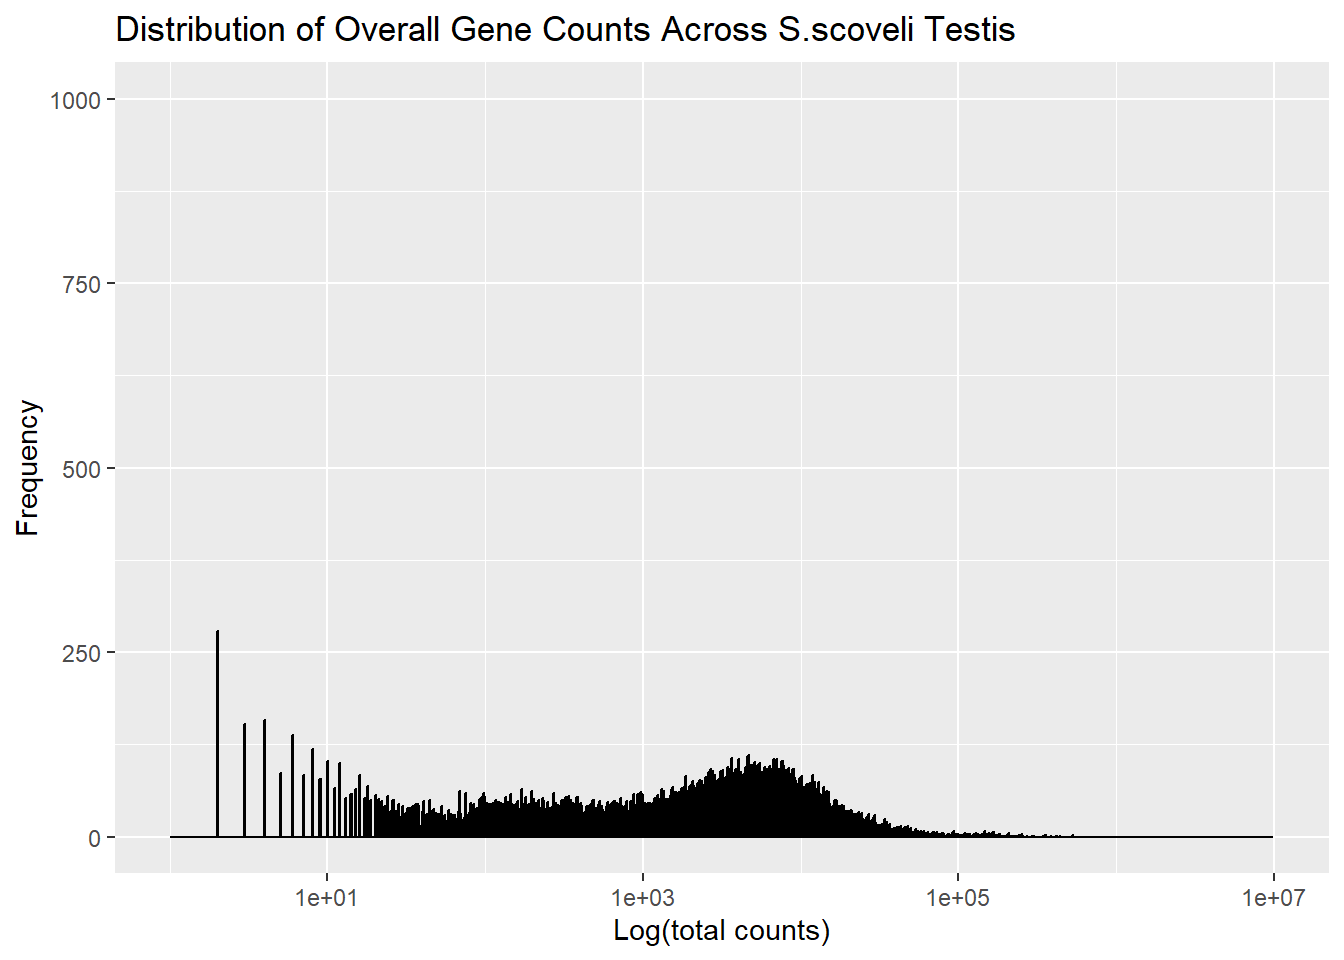 Distribution of Overall Gene Counts Across S.scoveli Testis
1000
750
500
250
0
Frequency
1e+01 1e+03 1e+05 1e+07
Log(total counts)